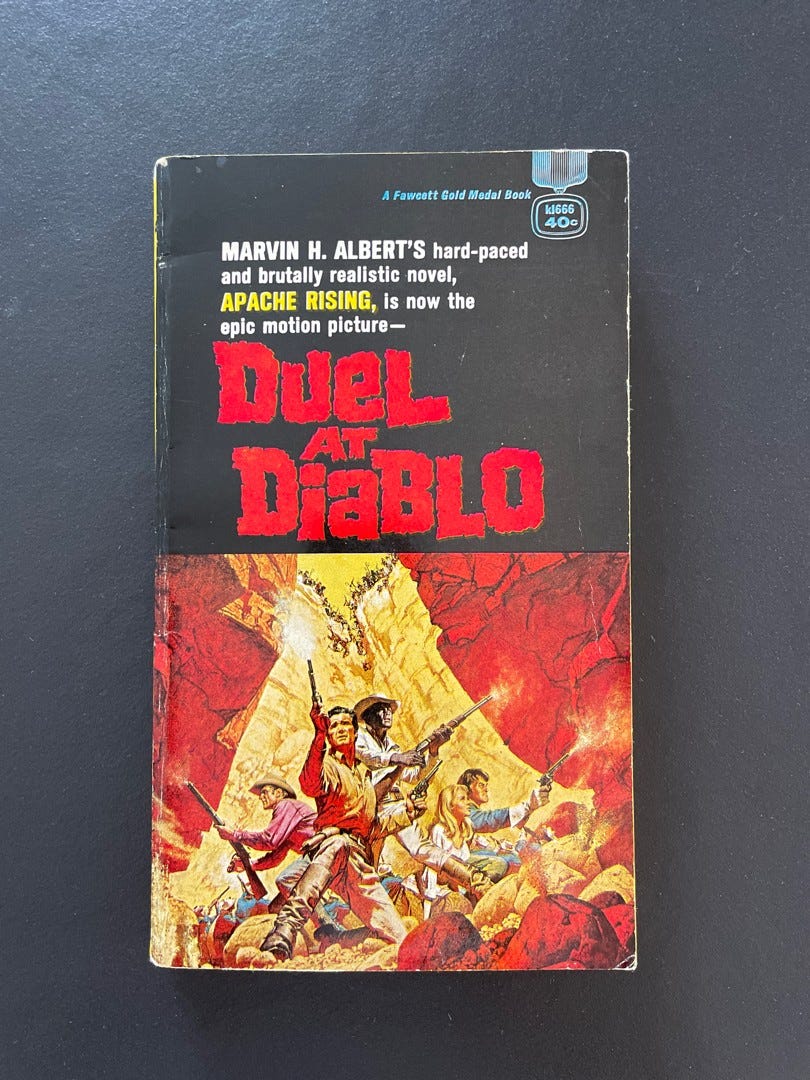 A Fawcett Gold Medal Book
k1666
40c
MARVIN H. ALBERT'S hard-paced
and brutally realistic novel,
APACHE RISING, is now the
epic motion picture—
DUEL
AT
DiABLO